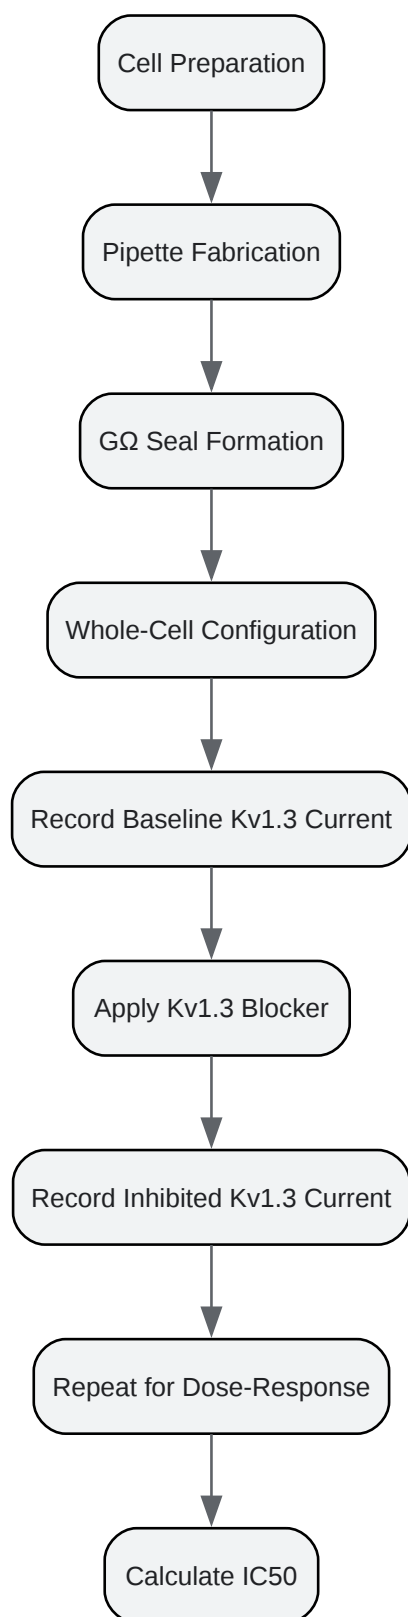 Cell Preparation
Pipette Fabrication
GΩ Seal Formation
Whole-Cell Configuration
Record Baseline Kv1.3 Current
Apply Kv1.3 Blocker
Record Inhibited Kv1.3 Current
Repeat for Dose-Response
Calculate IC50